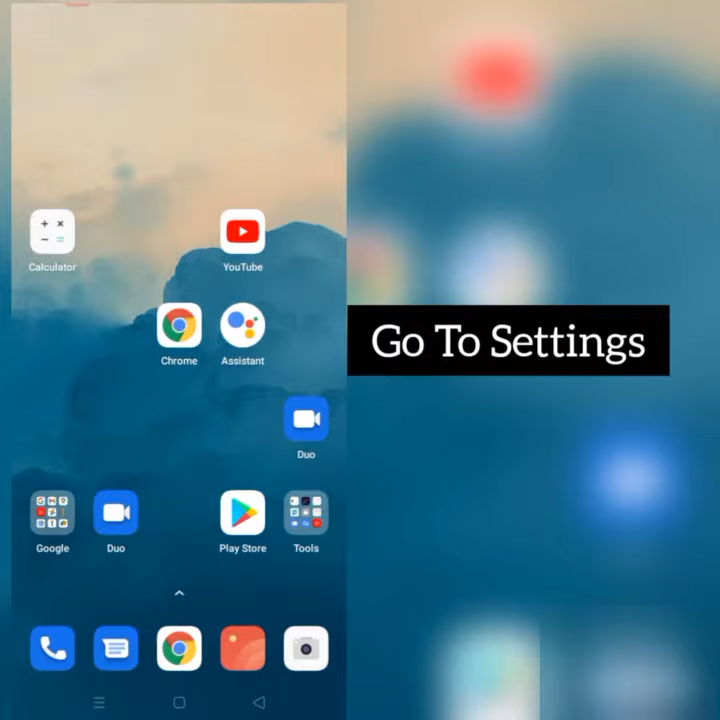 Calculator
YouTube
Chrome
Assistant
Go To Settings
Duo
Google
Duo
Play Store
Tools